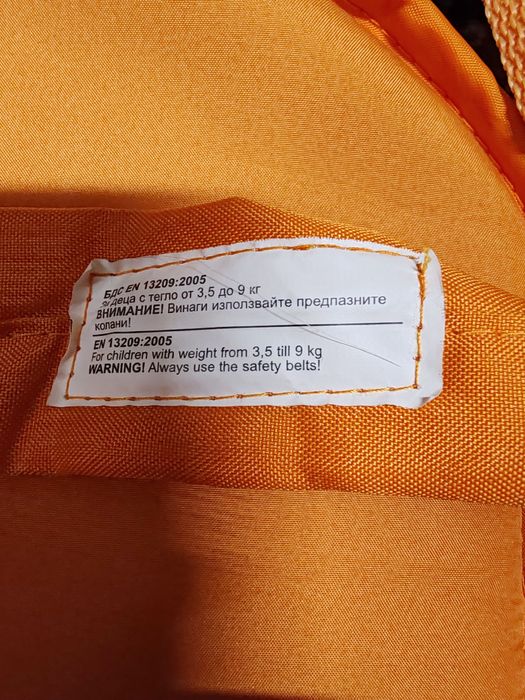 БДС EN 13209:2005
За деца с тегло от 3,5 до 9 кг
ВНИМАНИЕ! Винаги използвайте предпазните
колани!
EN 13209:2005
For children with weight from 3,5 till 9 kg
WARNING! Always use the safety belts!